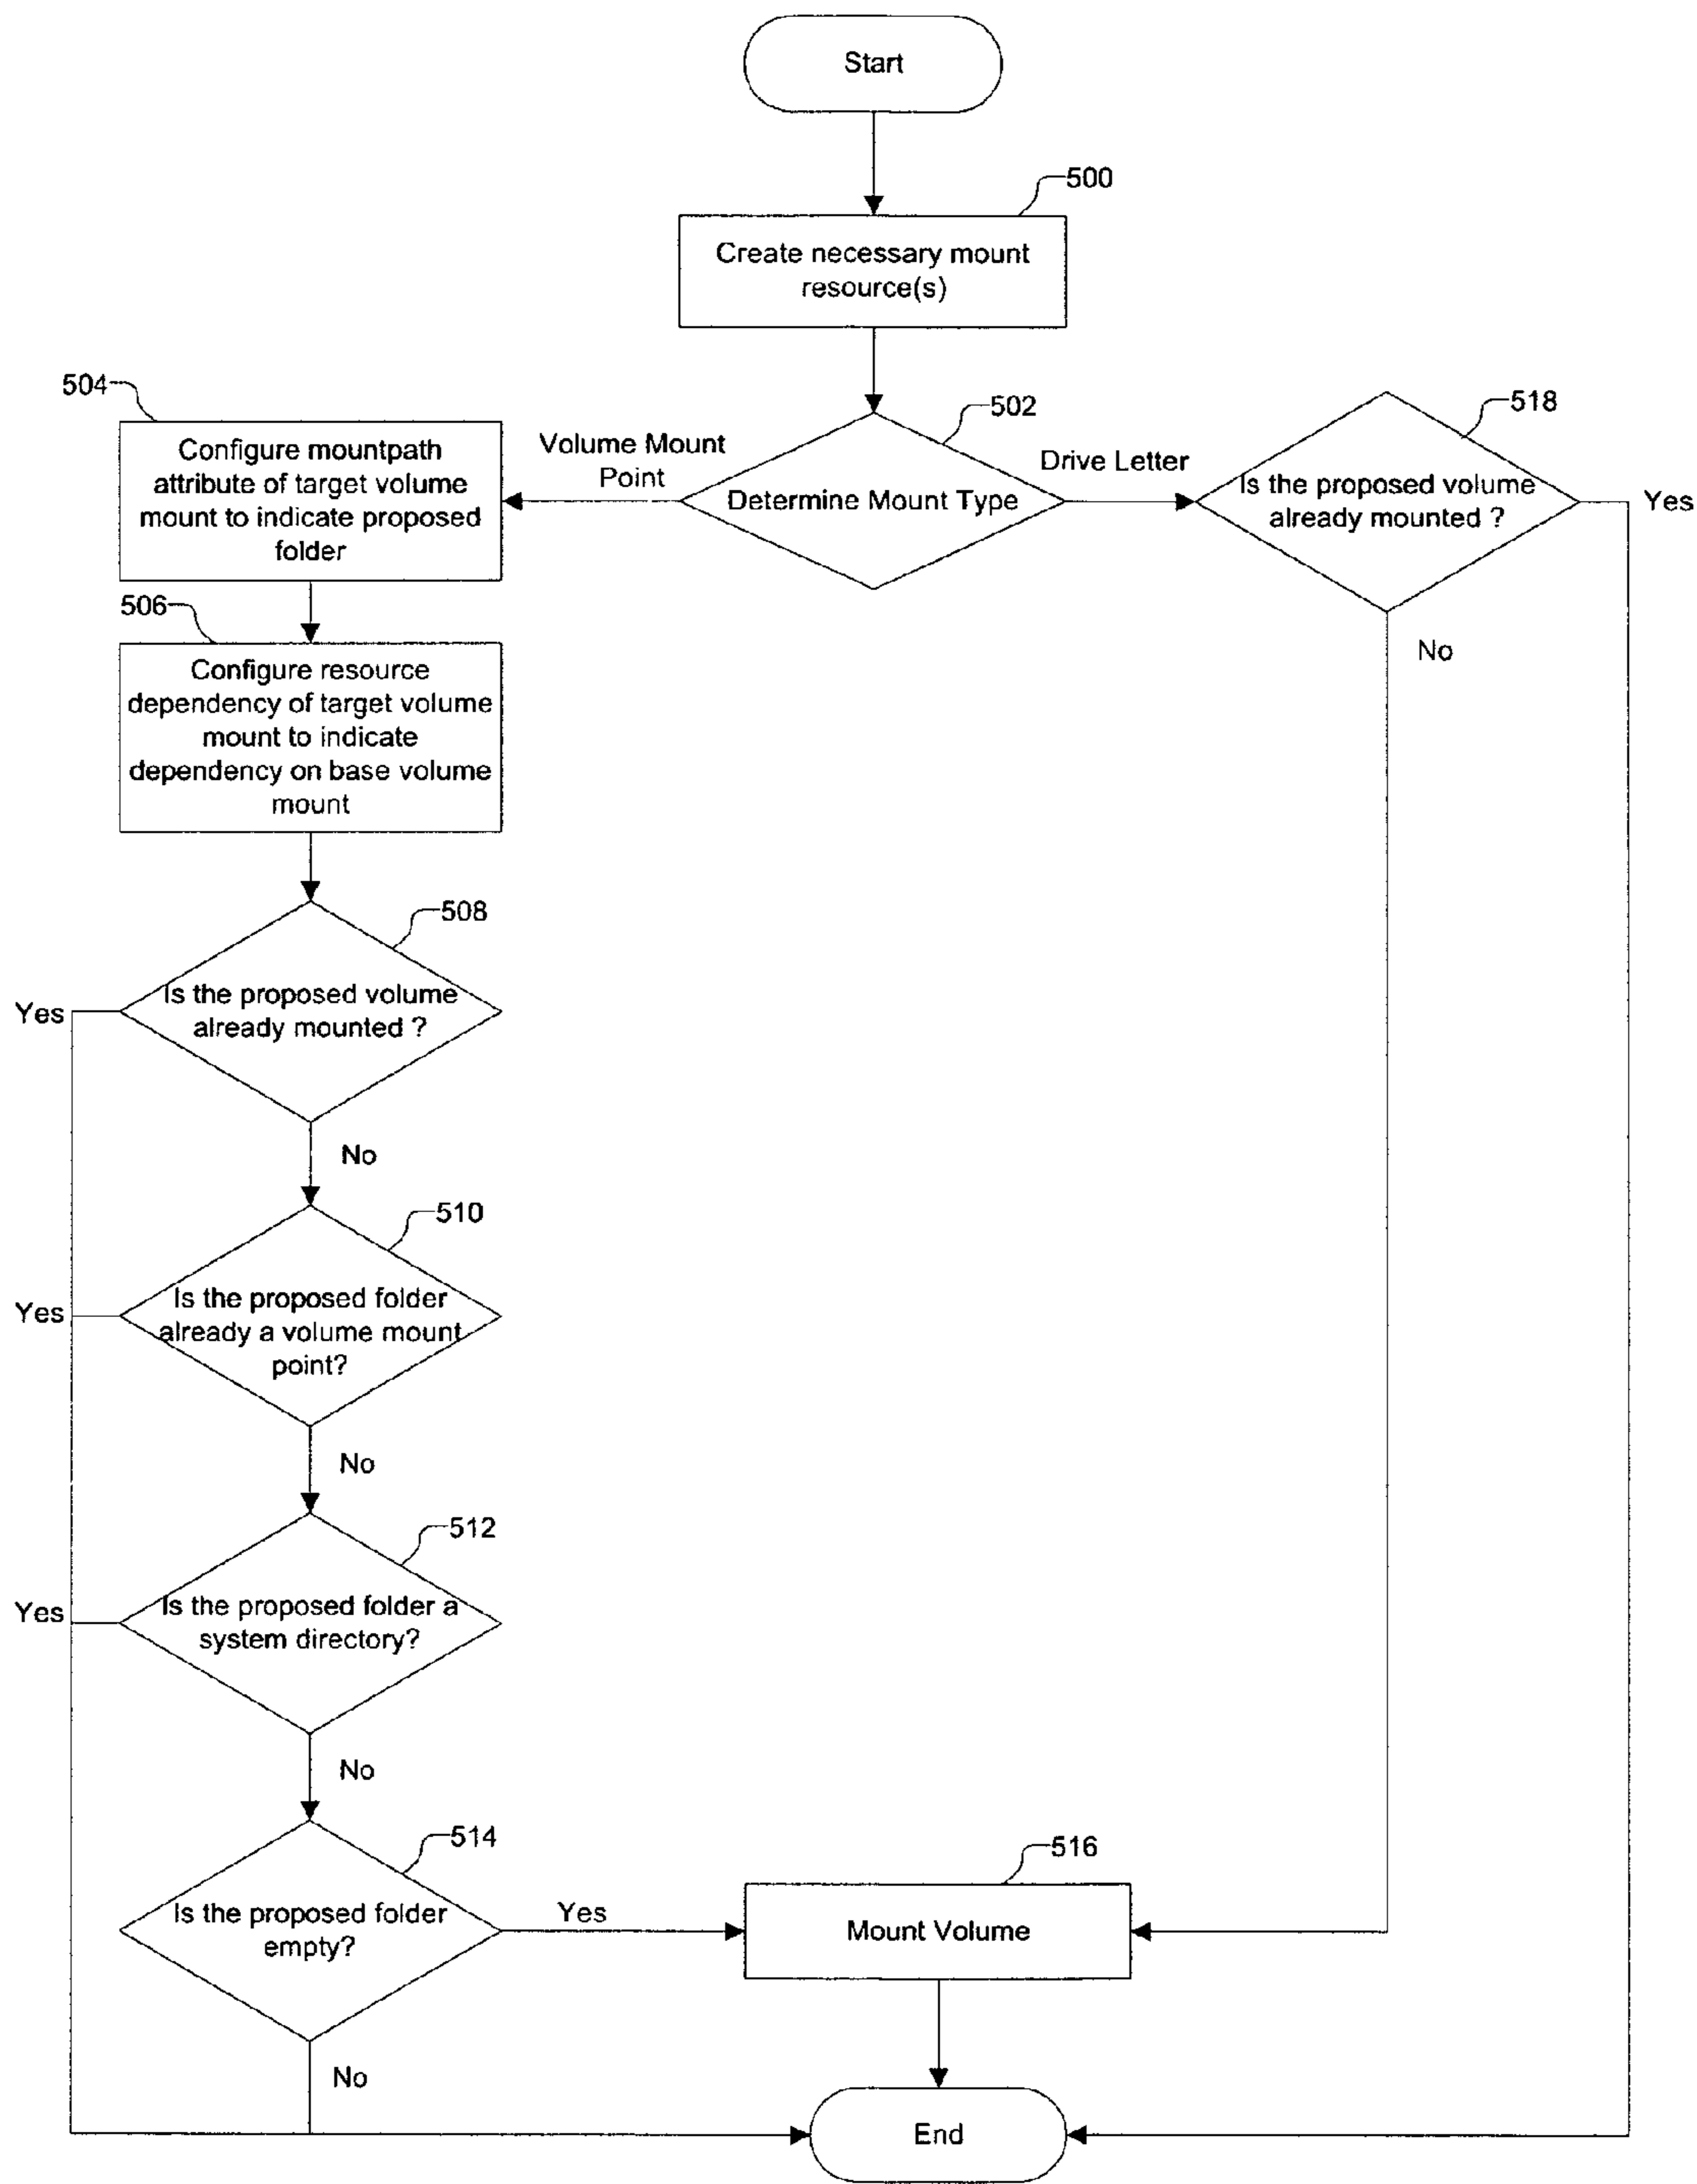 Start
500
Create necessary mount
resource(s)
504
502
518
Configure mountpath
attribute of target volume
mount to indicate proposed
folder
Volume Mount
Point
Determine Mount Type
Drive Letter
Is the proposed volume
already mounted ?
Yes
No
506
Configure resource
dependency of target volume
mount to indicate
dependency on base volume
mount
508
Is the proposed volume
already mounted ?
Yes
No
510
Is the proposed folder
already a volume mount
point?
Yes
No
512
Is the proposed folder a
system directory?
Yes
No
514
Is the proposed folder
empty?
Yes
516
Mount Volume
No
End